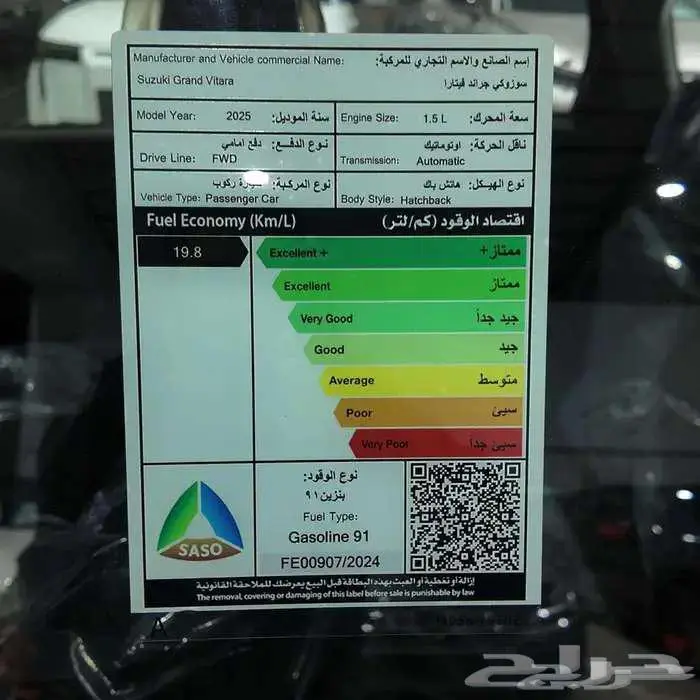 Manufacturer and Vehicle commercial Name: إسم الصانع والاسم التجاري للمركبة:
Suzuki Grand Vitara سوزوكي جراند فيتارا
Model Year: 2025 سنة الموديل:
Engine Size: 1.5 L سعة المحرك:
نوع الدفع: دفع امامي
Drive Line: FWD
ناقل الحركة: اوتوماتيك
Transmission: Automatic
نوع المركبة: ركوب
Vehicle Type: Passenger Car
نوع الهيكل: هاتش باك
Body Style: Hatchback
Fuel Economy (Km/L) اقتصاد الوقود (كم/لتر)
19.8
Excellent + ممتاز+
Excellent ممتاز
Very Good جيد جداً
Good جيد
Average متوسط
Poor سيئ
Very Poor سيئ جداً
SASO
نوع الوقود:
بنزين ٩١
Fuel Type:
Gasoline 91
FE00907/2024
إزالة أو تغطية أو العبث بهذه البطاقة قبل البيع يعرضك للملاحقة القانونية
The removal, covering or damaging of this label before sale is punishable by law
A
حراج